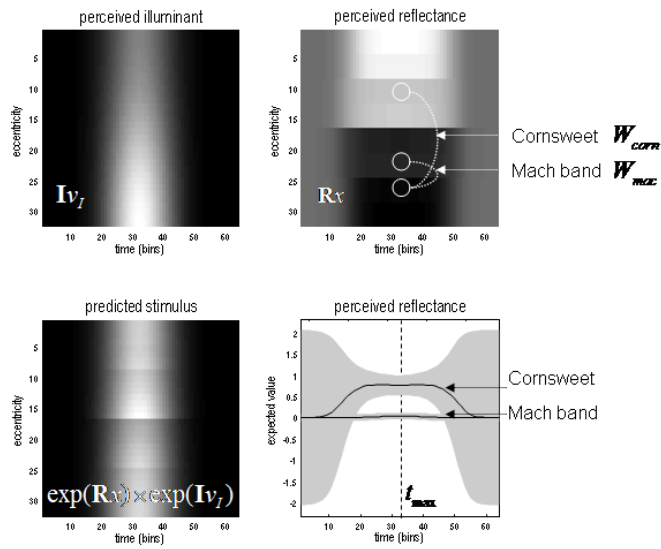 perceived illuminant
eccentricity
5
10
15
20
25
30
Iv_I
10 20 30 40 50 60
time (bins)
perceived reflectance
eccentricity
5
10
15
20
25
30
Rx
10 20 30 40 50 60
time (bins)
Cornsweet W_corn
Mach band W_mac
predicted stimulus
eccentricity
5
10
15
20
25
30
exp(Rx)×exp(Iv_I)
10 20 30 40 50 60
time (bins)
perceived reflectance
expected value
2
1.5
1
0.5
0
-0.5
-1
-1.5
-2
t_max
10 20 30 40 50 60
time (bins)
Cornsweet
Mach band